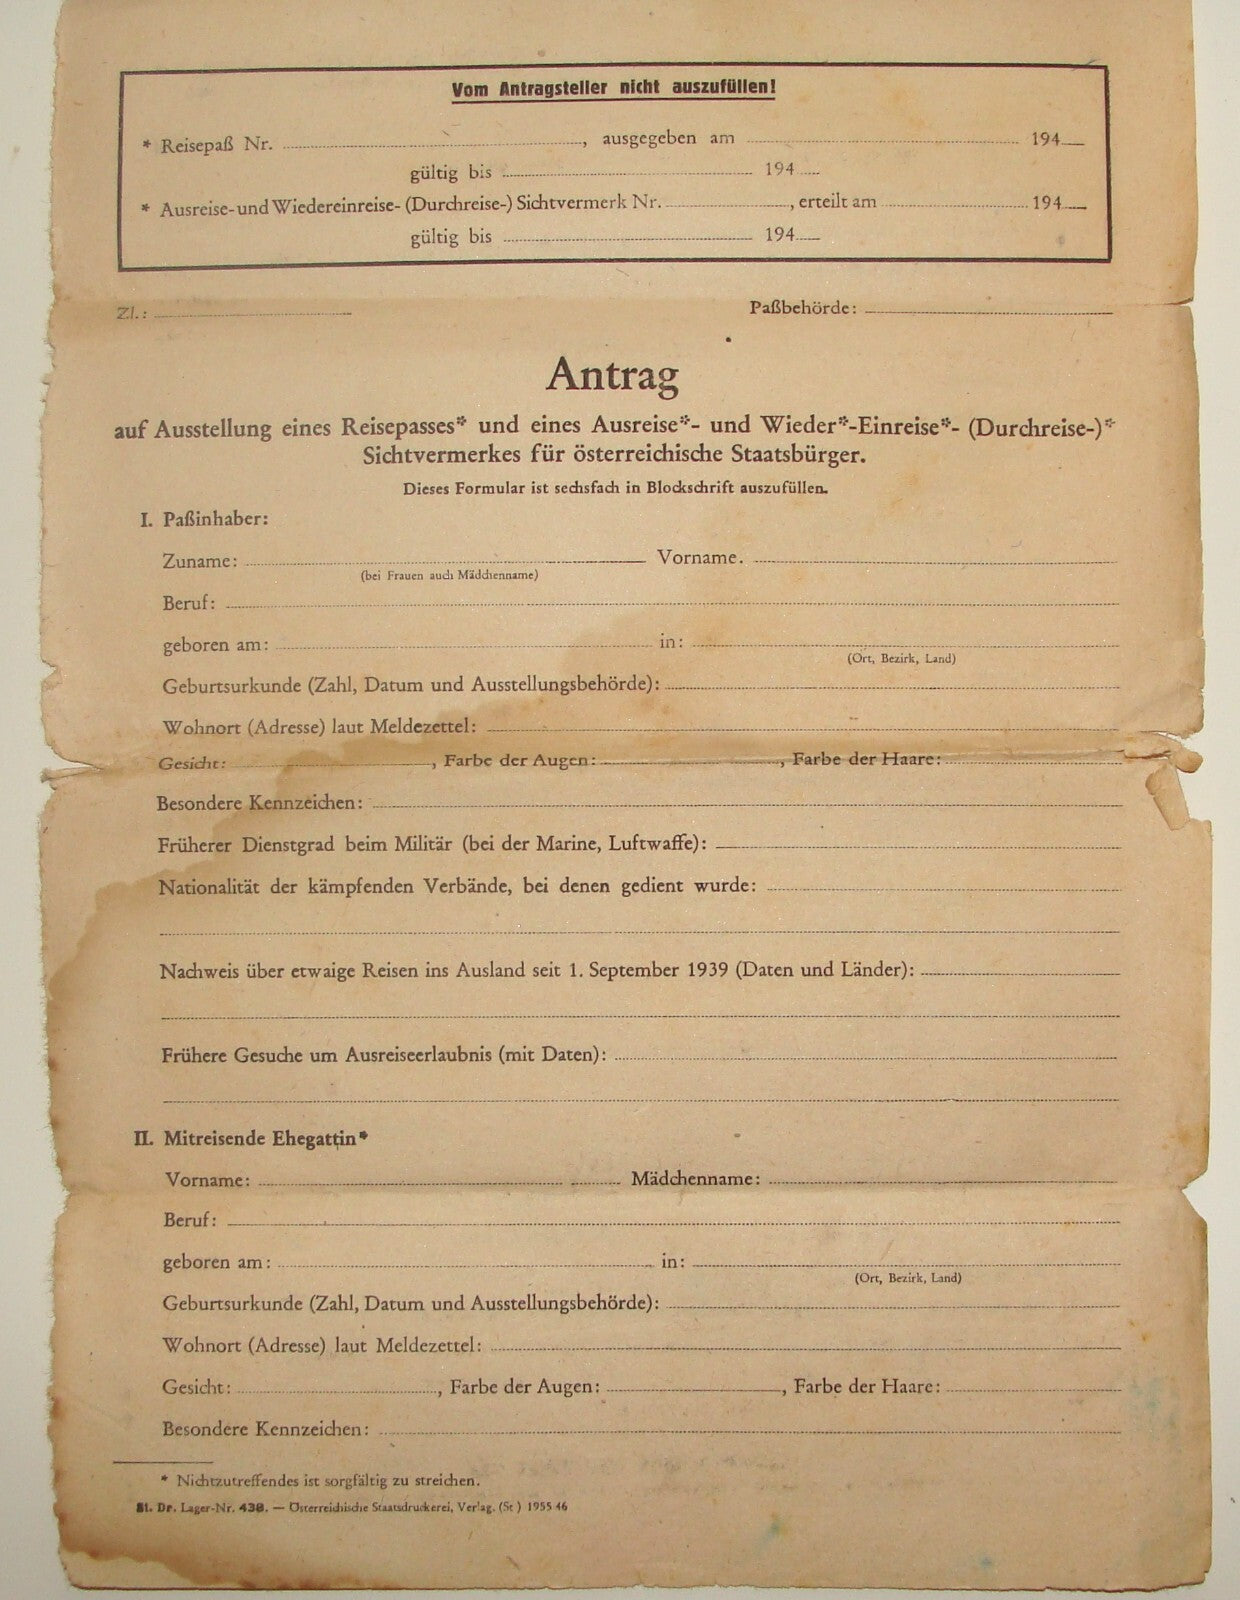 Vom Antragsteller nicht auszufüllen!
* Reisepaß Nr. , ausgegeben am 194
gültig bis 194
* Ausreise- und Wiedereinreise- (Durchreise-) Sichtvermerk Nr. , erteilt am 194
gültig bis 194
Zl.: Paßbehörde:
Antrag
auf Ausstellung eines Reisepasses* und eines Ausreise*- und Wieder*-Einreise*- (Durchreise-)*
Sichtvermerkes für österreichische Staatsbürger.
Dieses Formular ist sechsfach in Blockschrift auszufüllen.
I. Paßinhaber:
Zuname: Vorname.
(bei Frauen auch Mädchenname)
Beruf:
geboren am: in:
(Ort, Bezirk, Land)
Geburtsurkunde (Zahl, Datum und Ausstellungsbehörde):
Wohnort (Adresse) laut Meldezettel:
Gesicht: , Farbe der Augen: , Farbe der Haare:
Besondere Kennzeichen:
Früherer Dienstgrad beim Militär (bei der Marine, Luftwaffe):
Nationalität der kämpfenden Verbände, bei denen gedient wurde:
Nachweis über etwaige Reisen ins Ausland seit 1. September 1939 (Daten und Länder):
Frühere Gesuche um Ausreiseerlaubnis (mit Daten):
II. Mitreisende Ehegattin*
Vorname: Mädchenname:
Beruf:
geboren am: in:
(Ort, Bezirk, Land)
Geburtsurkunde (Zahl, Datum und Ausstellungsbehörde):
Wohnort (Adresse) laut Meldezettel:
Gesicht: , Farbe der Augen: , Farbe der Haare:
Besondere Kennzeichen:
* Nichtzutreffendes ist sorgfältig zu streichen.
St. Dr. Lager-Nr. 430. — Österreichische Staatsdruckerei, Verlag. (St.) 1955 46